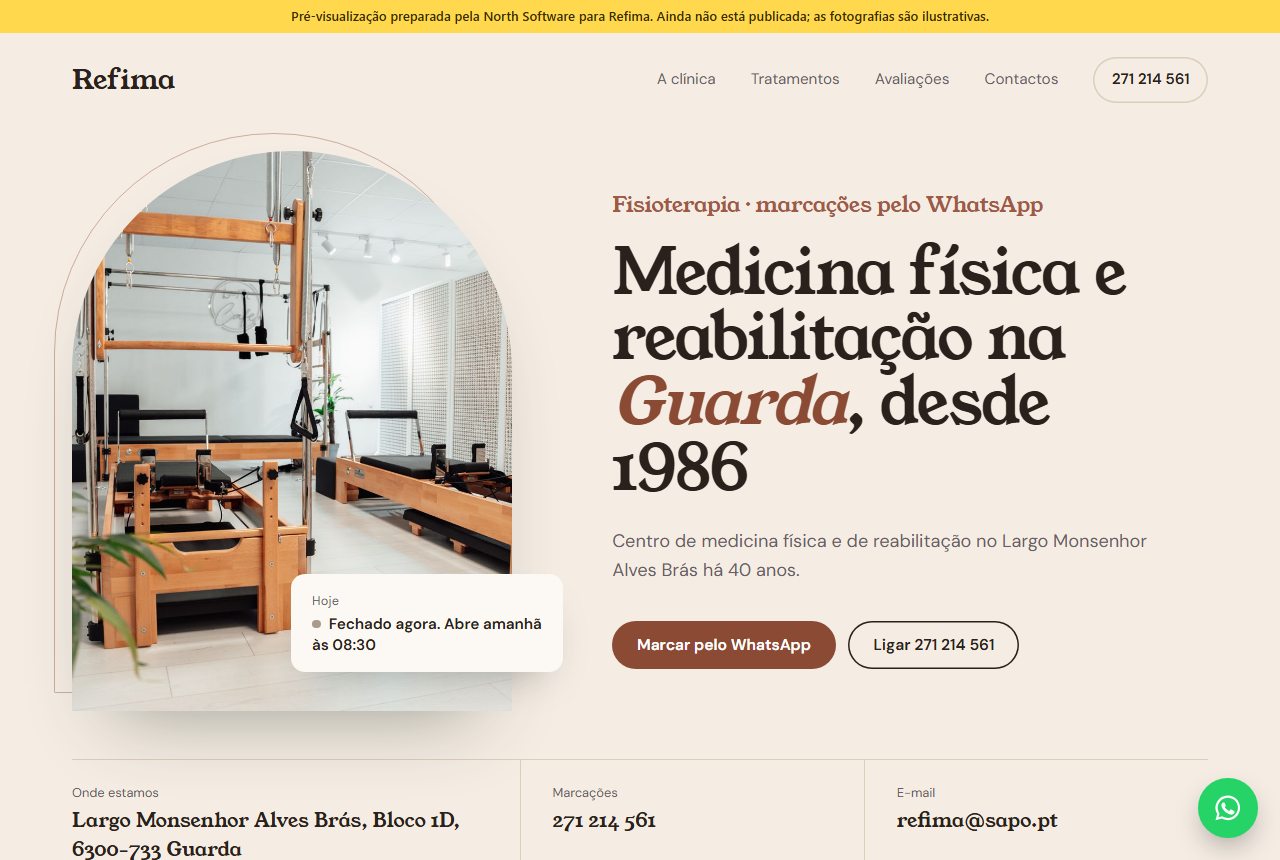 Pré-visualização preparada pela North Software para Refima. Ainda não está publicada; as fotografias são ilustrativas.
Refima
A clínica
Tratamentos
Avaliações
Contactos
271 214 561
Fisioterapia · marcações pelo WhatsApp
Medicina física e
reabilitação na
Guarda, desde
1986
Centro de medicina física e de reabilitação no Largo Monsenhor
Alves Brás há 40 anos.
Hoje
Fechado agora. Abre amanhã
às 08:30
Marcar pelo WhatsApp
Ligar 271 214 561
Onde estamos
Largo Monsenhor Alves Brás, Bloco 1D,
6300-733 Guarda
Marcações
271 214 561
E-mail
refima@sapo.pt